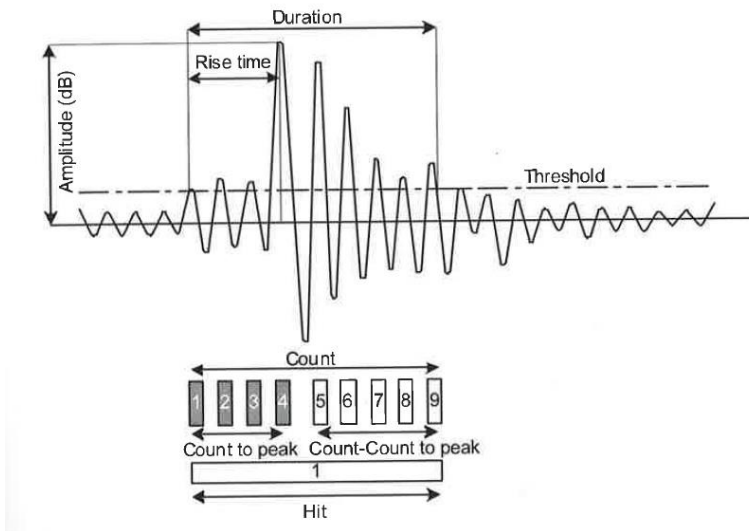 Duration
Rise time
Amplitude (dB)
Threshold
Count
1 2 3 4 5 6 7 8 9
Count to peak Count-Count to peak
1
Hit